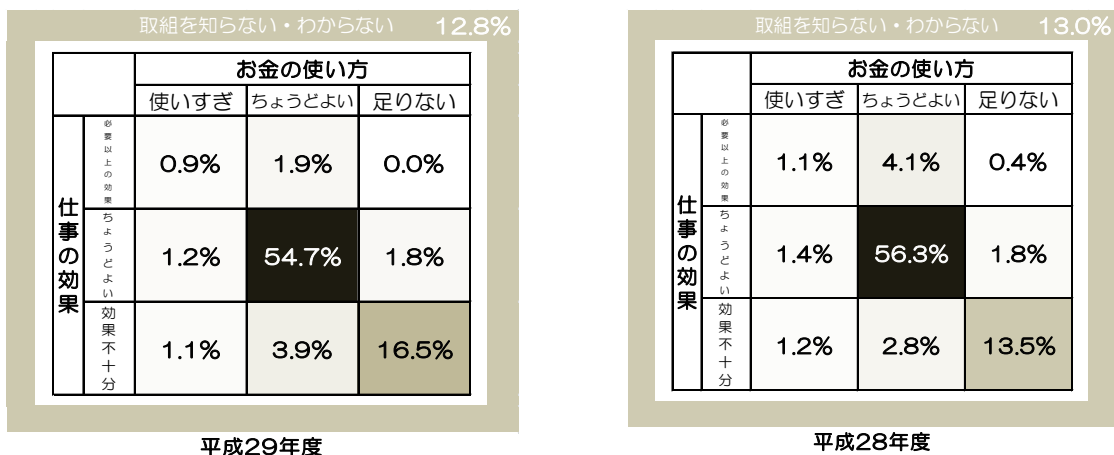 取組を知らない・わからない 12.8%
お金の使い方
使いすぎ ちょうどよい 足りない
仕事の効果
必要以上の効果 0.9% 1.9% 0.0%
ちょうどよい 1.2% 54.7% 1.8%
効果不十分 1.1% 3.9% 16.5%
平成29年度
取組を知らない・わからない 13.0%
お金の使い方
使いすぎ ちょうどよい 足りない
仕事の効果
必要以上の効果 1.1% 4.1% 0.4%
ちょうどよい 1.4% 56.3% 1.8%
効果不十分 1.2% 2.8% 13.5%
平成28年度